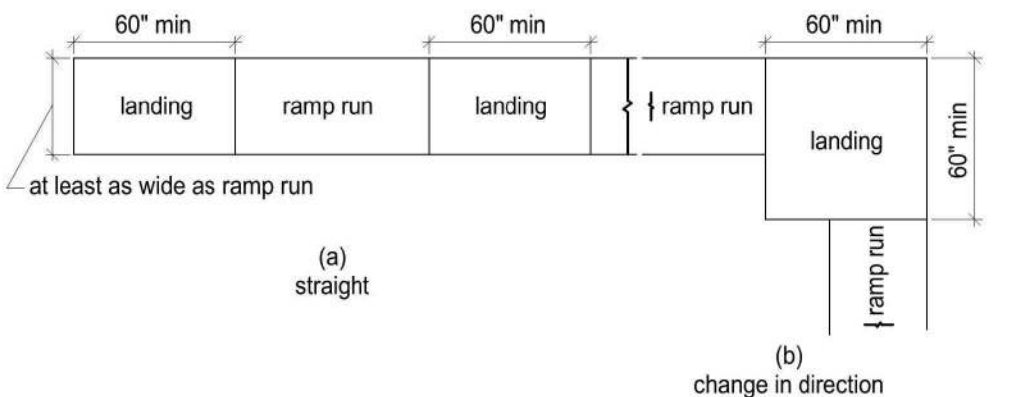 60" min
60" min
60" min
landing
ramp run
landing
ramp run
landing
60" min
at least as wide as ramp run
ramp run
(a)
straight
(b)
change in direction